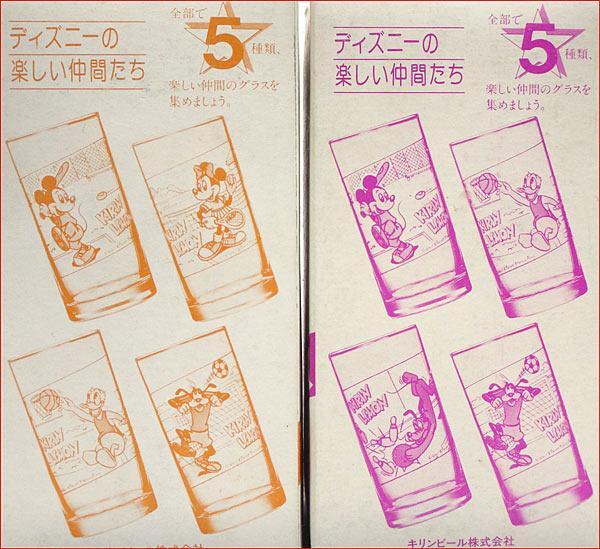 ディズニーの
楽しい仲間たち
全部で
5種類、
楽しい仲間のグラスを
集めましょう。
KIRIN
LEMON
KIRIN
LEMON
KIRIN
LEMON
KIRIN
LEMON
株式会社
ディズニーの
楽しい仲間たち
全部で
5種類、
楽しい仲間のグラスを
集めましょう。
KIRIN
LEMON
KIRIN
LEMON
KIRIN
LEMON
KIRIN
LEMON
キリンビール株式会社